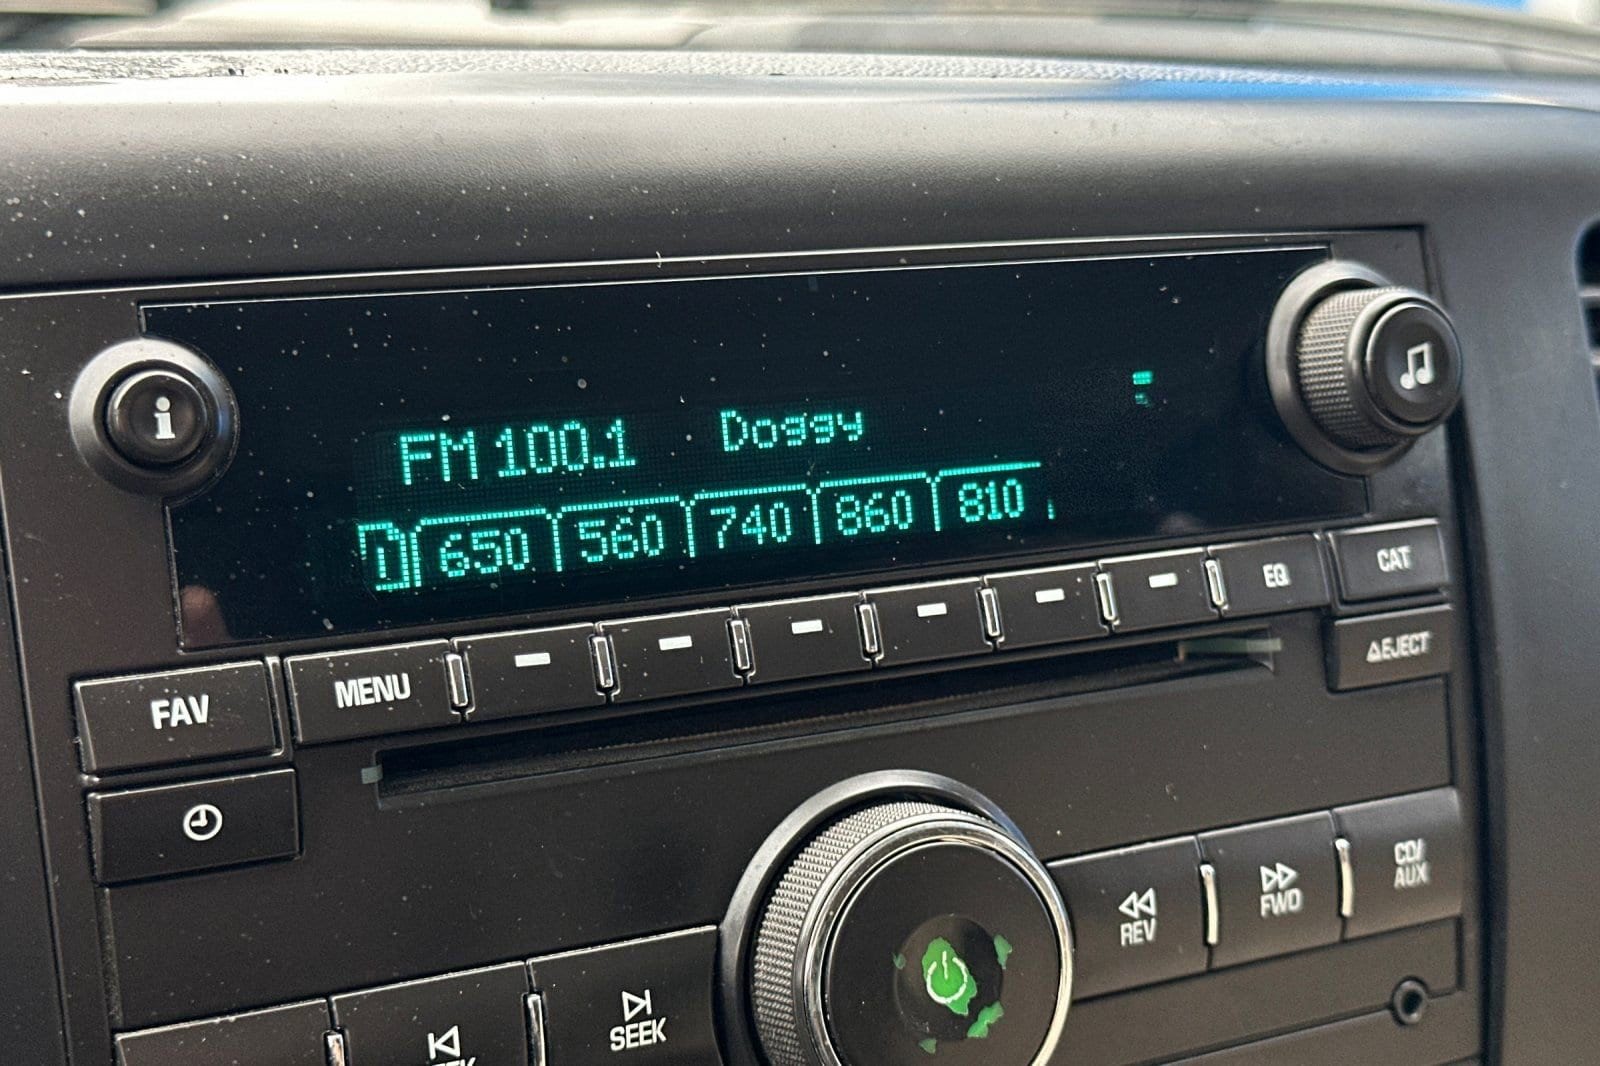 i
FM 100.1 Doggy
1 650 560 740 860 810
FAV MENU EQ CAT
EJECT
REV FWD CD/
AUX
SEEK